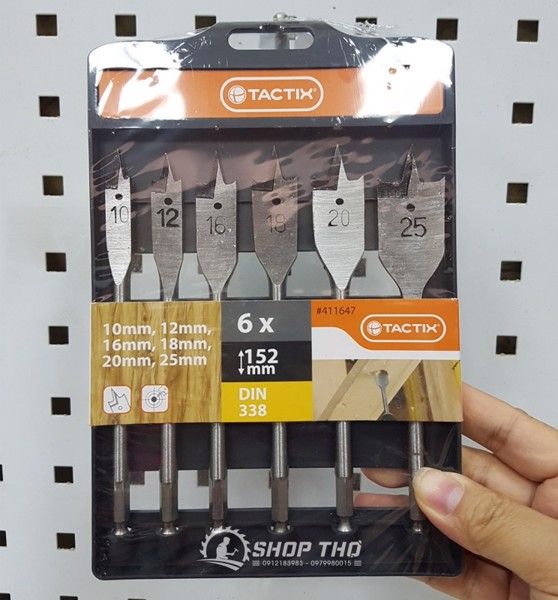 TACTIX®
10
12
16
18
20
25
10mm, 12mm,
16mm, 18mm,
20mm, 25mm
6 x
152
mm
DIN
338
#411647
TACTIX®
SHOP THỢ
0912183983 - 0979980015